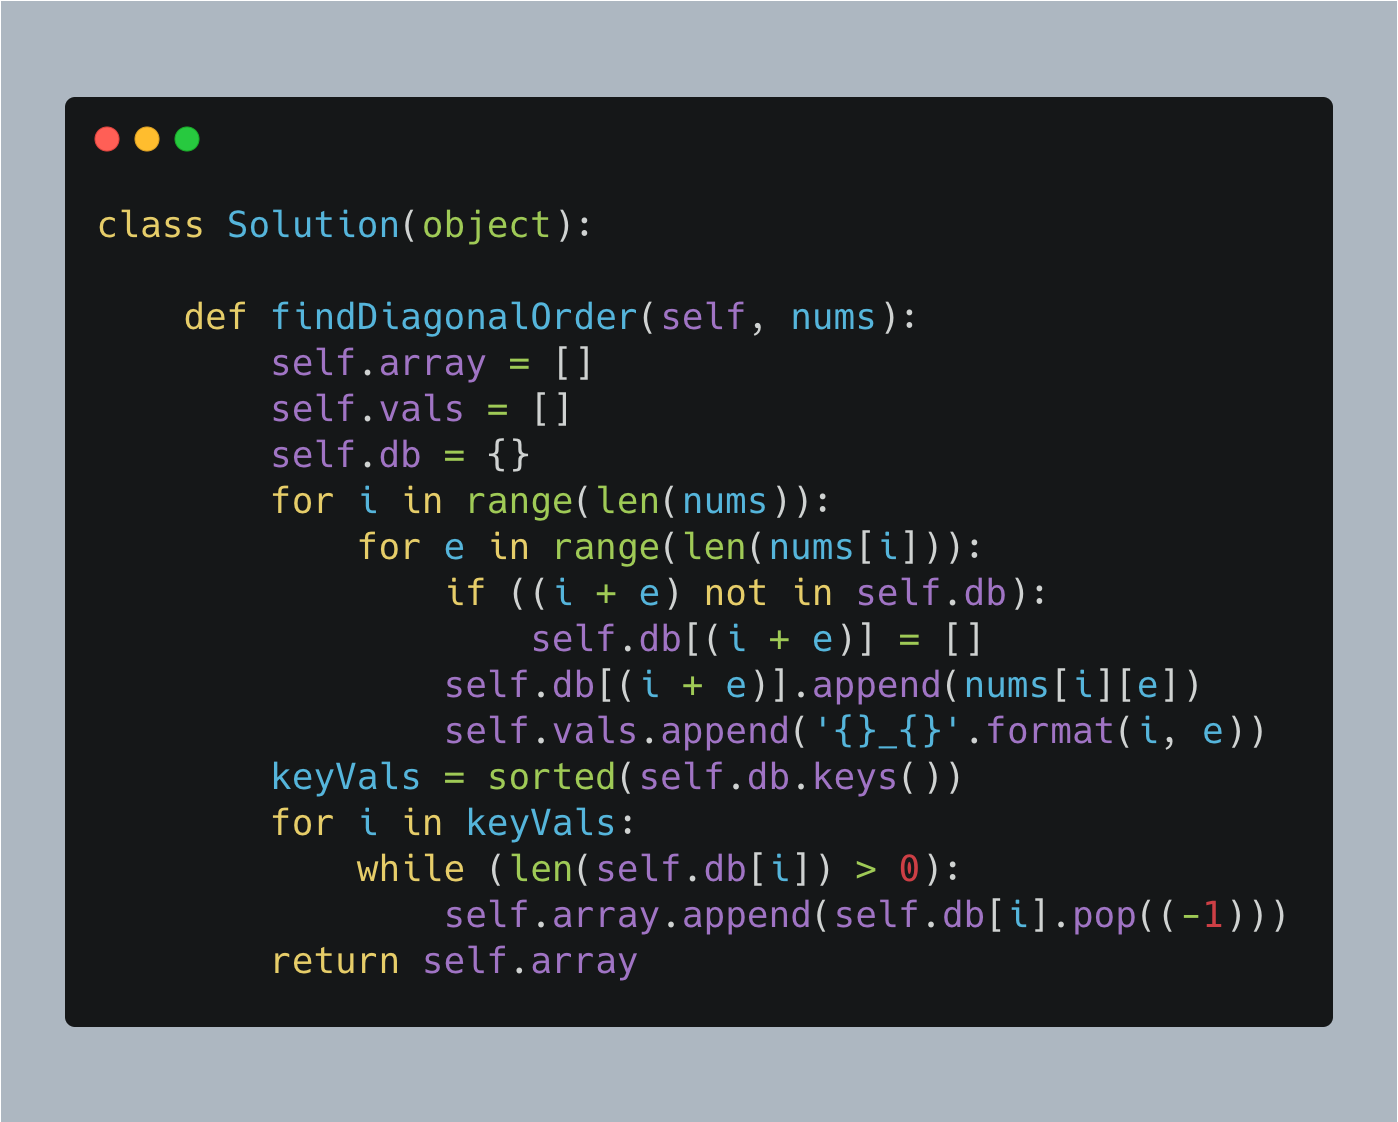 class Solution(object):

    def findDiagonalOrder(self, nums):
        self.array = []
        self.vals = []
        self.db = {}
        for i in range(len(nums)):
            for e in range(len(nums[i])):
                if ((i + e) not in self.db):
                    self.db[(i + e)] = []
                self.db[(i + e)].append(nums[i][e])
                self.vals.append('{}_{}'.format(i, e))
        keyVals = sorted(self.db.keys())
        for i in keyVals:
            while (len(self.db[i]) > 0):
                self.array.append(self.db[i].pop((-1)))
        return self.array